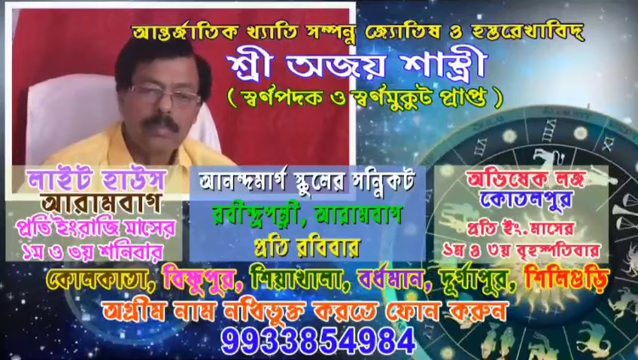 আন্তর্জাতিক খ্যাতি সম্পন্ন জ্যোতিষ ও হস্তরেখাবিদ্
শ্রী অজয় শাস্ত্রী
( স্বর্ণপদক ও স্বর্ণমুকুট প্রাপ্ত )
লাইট হাউস
আরামবাগ
প্রতি ইংরাজি মাসের
১ম ও ৩য় শনিবার
আনন্দমার্গ স্কুলের সন্নিকট
রবীন্দ্রপল্লী, আরামবাগ
প্রতি রবিবার
অভিষেক লজ
কোতলপুর
প্রতি ইং.মাসের
১ম ও ৩য় বৃহস্পতিবার
কোলকাতা, বিষ্ণুপুর, শিয়াখালা, বর্ধমান, দুর্গাপুর, শিলিগুড়ি
অগ্রীম নাম নথিভুক্ত করতে ফোন করুন
9933854984